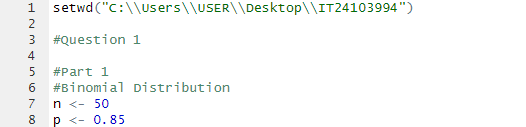 1 setwd("C:\\Users\\USER\\Desktop\\IT24103994")
2
3 #Question 1
4
5 #Part 1
6 #Binomial Distribution
7 n <- 50
8 p <- 0.85